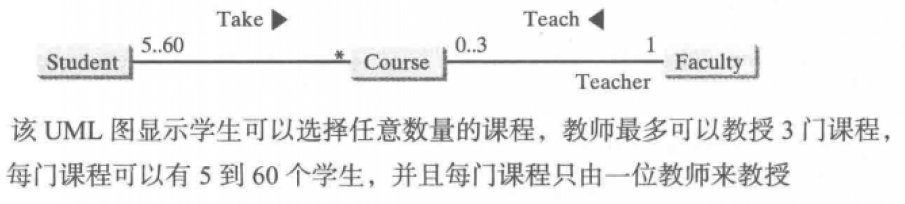 Take ▶ Teach ◀
5..60 * 0..3 1
Student Course Faculty
Teacher
该 UML 图显示学生可以选择任意数量的课程，教师最多可以教授 3 门课程，
每门课程可以有 5 到 60 个学生，并且每门课程只由一位教师来教授